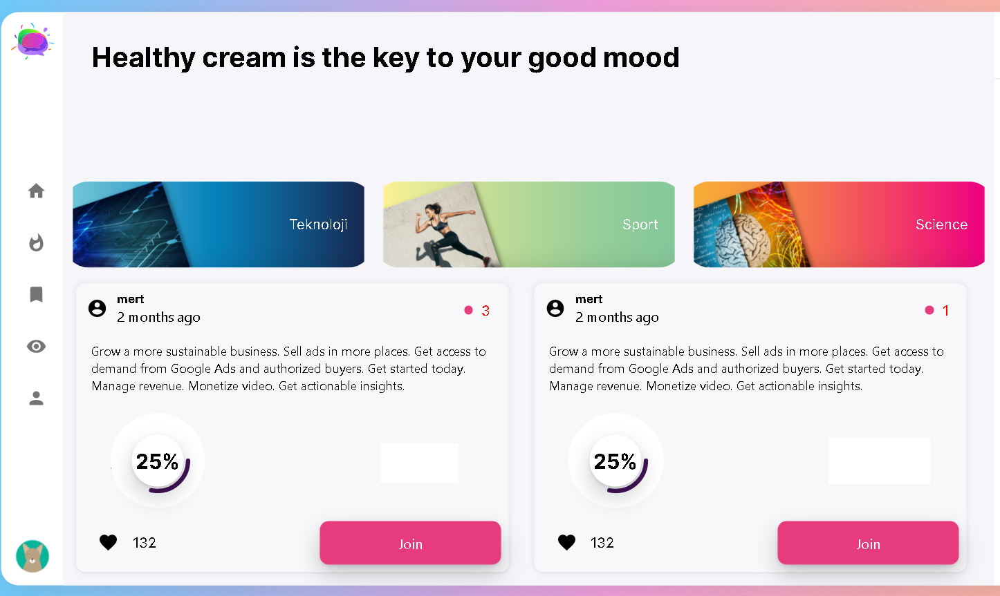 Healthy cream is the key to your good mood
Teknoloji
Sport
Science
mert
2 months ago
3
Grow a more sustainable business. Sell ads in more places. Get access to
demand from Google Ads and authorized buyers. Get started today.
Manage revenue. Monetize video. Get actionable insights.
25%
132
Join
mert
2 months ago
1
Grow a more sustainable business. Sell ads in more places. Get access to
demand from Google Ads and authorized buyers. Get started today.
Manage revenue. Monetize video. Get actionable insights.
25%
132
Join